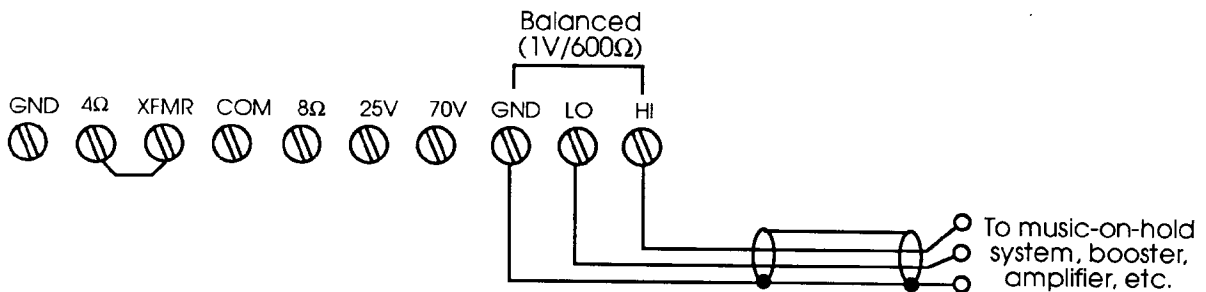 Balanced
(1V/600Ω)
GND 4Ω XFMR COM 8Ω 25V 70V GND LO HI
To music-on-hold
system, booster,
amplifier, etc.